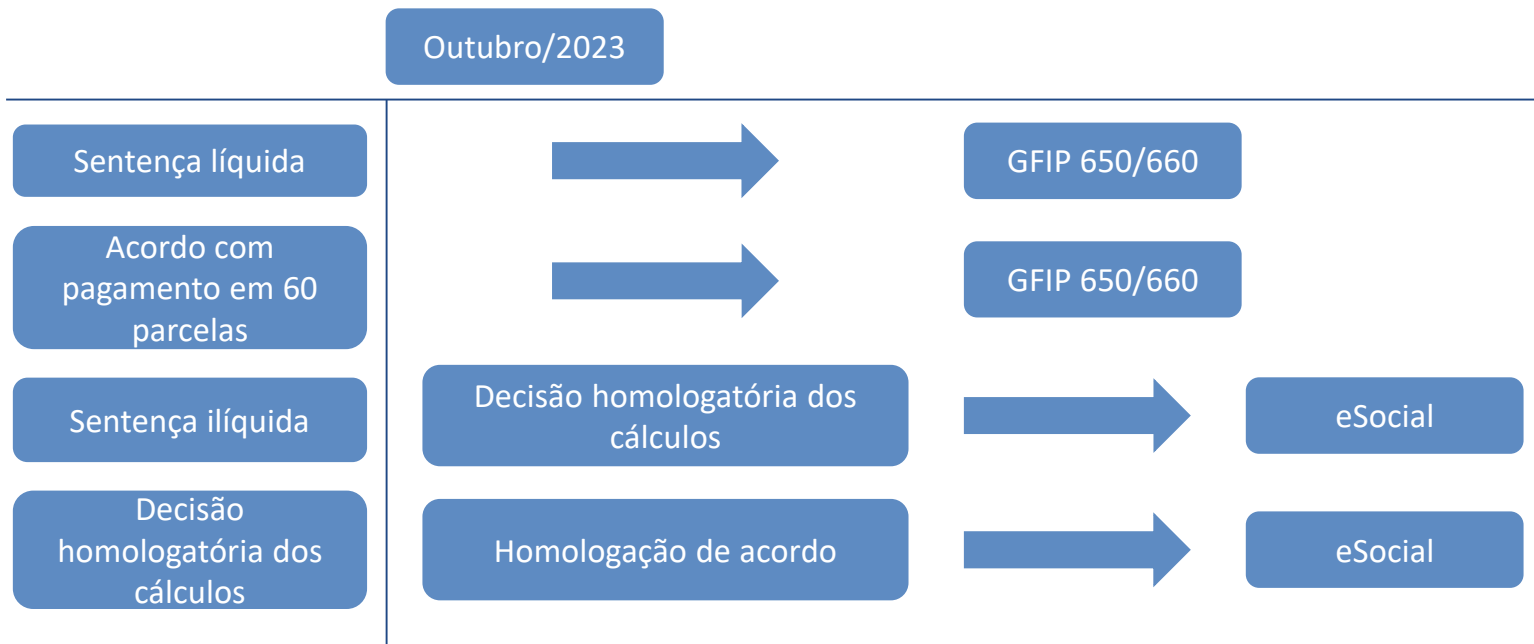 Outubro/2023
Sentença líquida
GFIP 650/660
Acordo com
pagamento em 60
parcelas
GFIP 650/660
Sentença ilíquida
Decisão homologatória dos
cálculos
eSocial
Decisão
homologatória dos
cálculos
Homologação de acordo
eSocial